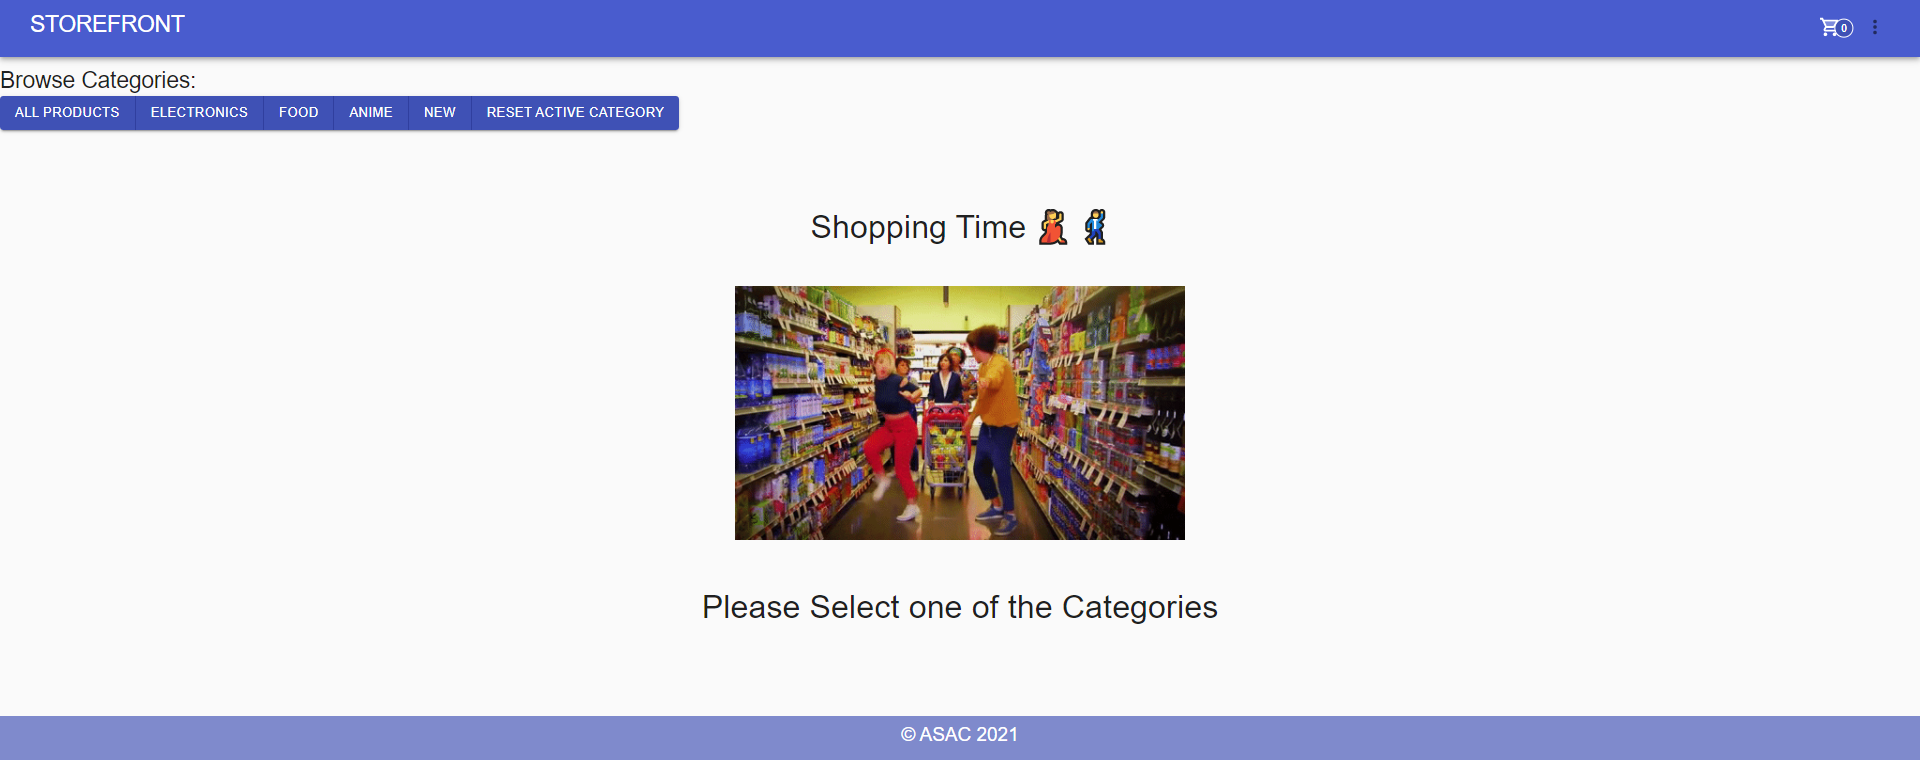 STOREFRONT
0
Browse Categories:
ALL PRODUCTS ELECTRONICS FOOD ANIME NEW RESET ACTIVE CATEGORY
Shopping Time 💃 🕺
Please Select one of the Categories
© ASAC 2021